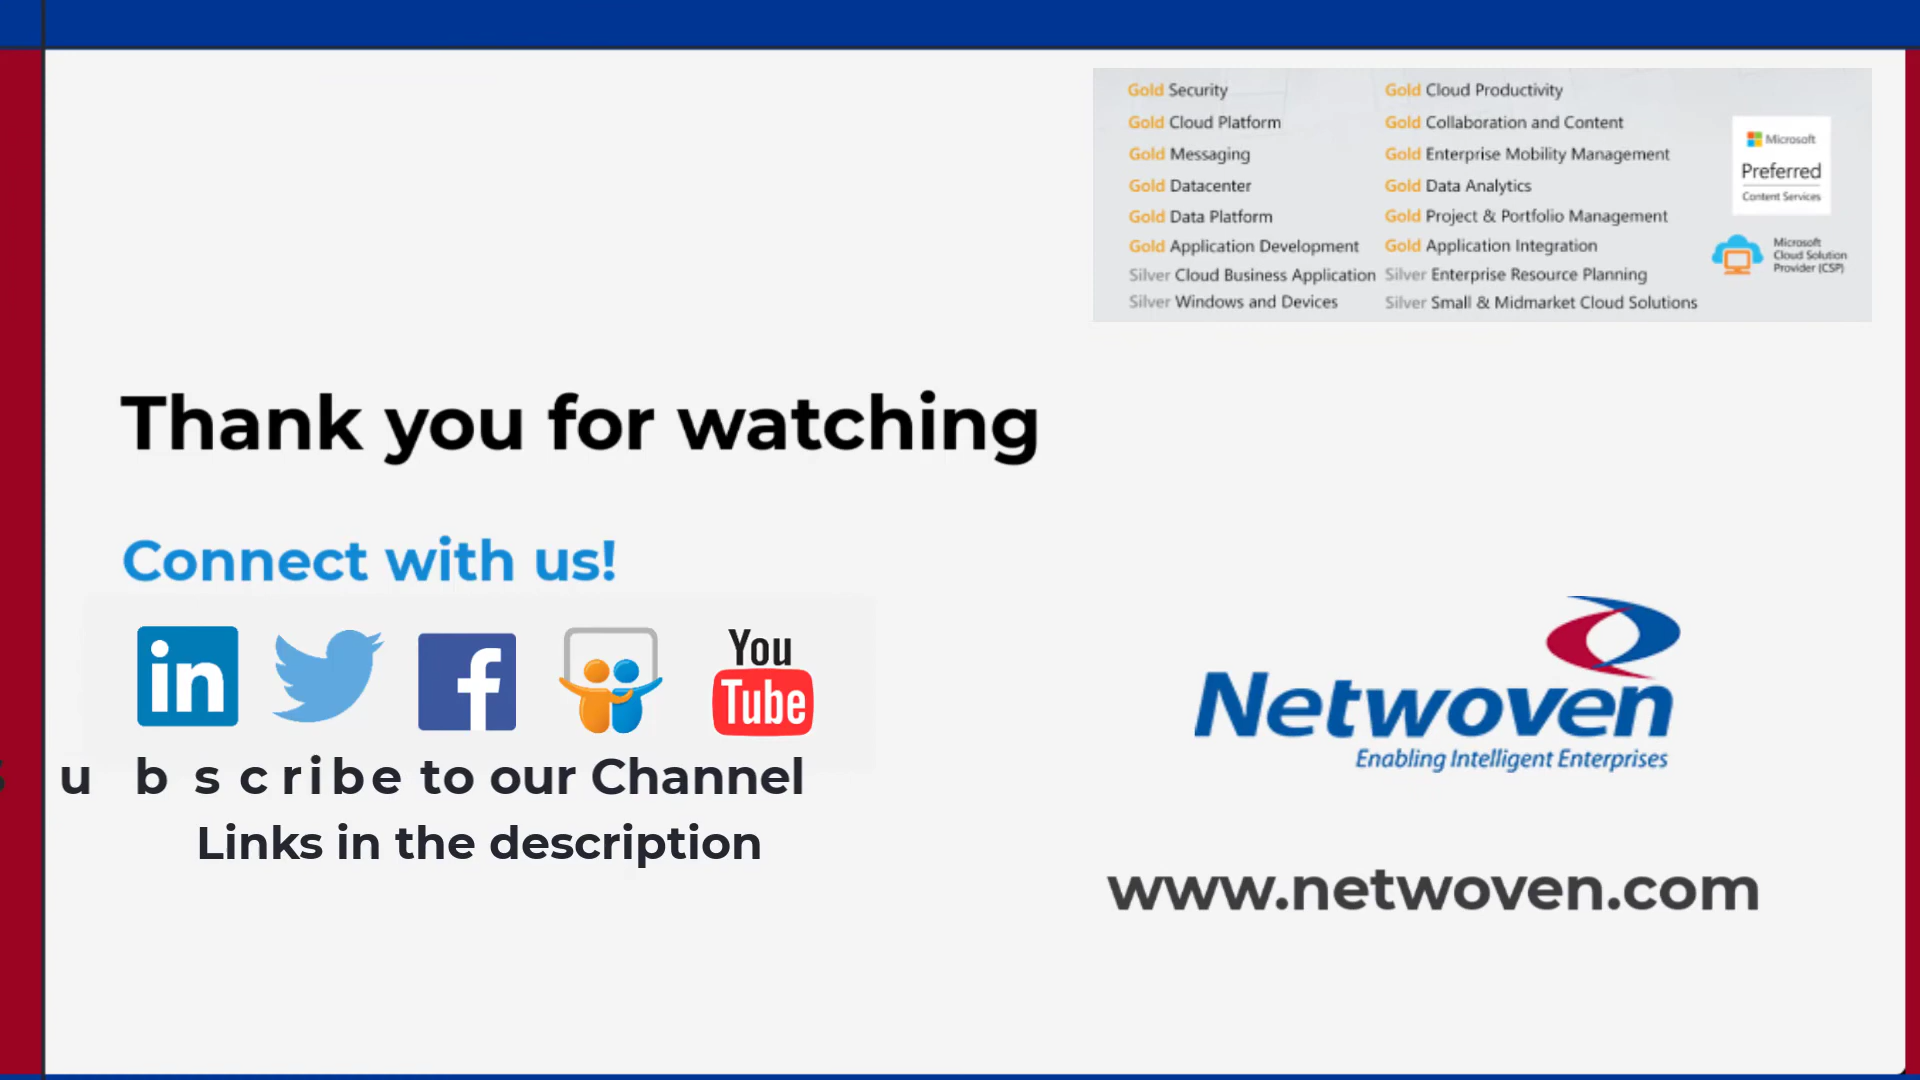 Gold Security
Gold Cloud Platform
Gold Messaging
Gold Datacenter
Gold Data Platform
Gold Application Development
Silver Cloud Business Application
Silver Windows and Devices
Gold Cloud Productivity
Gold Collaboration and Content
Gold Enterprise Mobility Management
Gold Data Analytics
Gold Project & Portfolio Management
Gold Application Integration
Silver Enterprise Resource Planning
Silver Small & Midmarket Cloud Solutions
Microsoft
Preferred
Content Services
Microsoft
Cloud Solution
Provider (CSP)
Thank you for watching
Connect with us!
in
f
You
Tube
Subscribe to our Channel
Links in the description
Netwoven
Enabling Intelligent Enterprises
www.netwoven.com